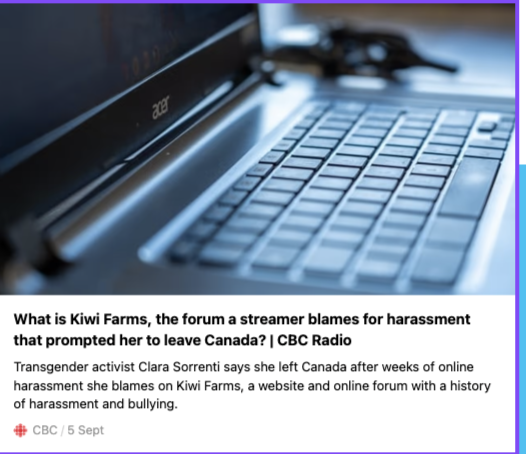 acer
What is Kiwi Farms, the forum a streamer blames for harassment
that prompted her to leave Canada? | CBC Radio
Transgender activist Clara Sorrenti says she left Canada after weeks of online
harassment she blames on Kiwi Farms, a website and online forum with a history
of harassment and bullying.
CBC / 5 Sept